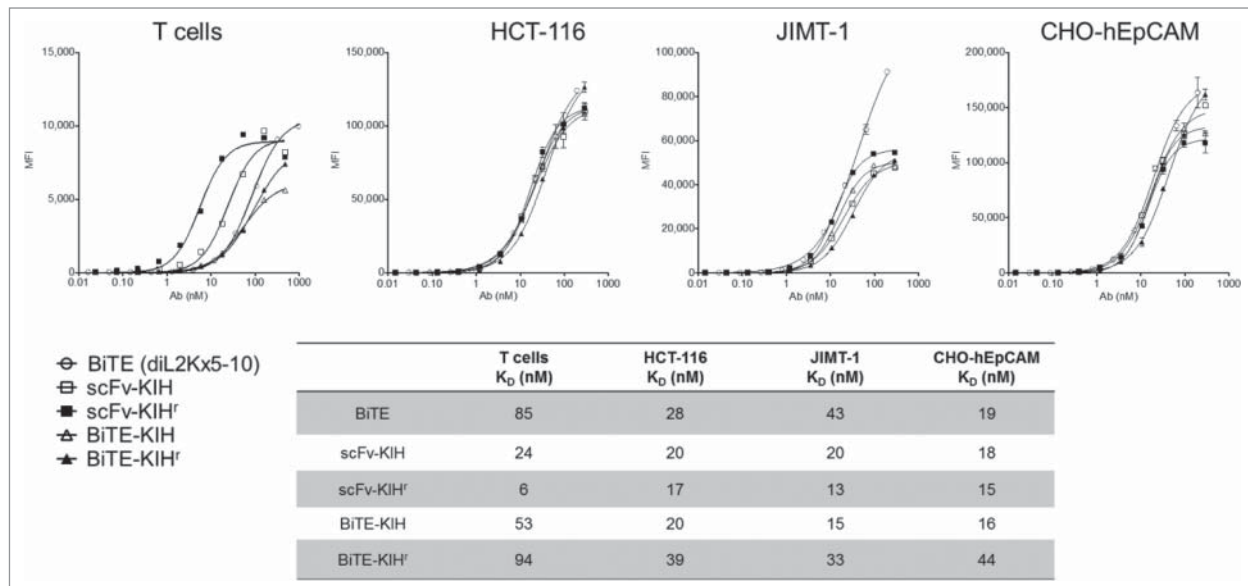 T cells
15,000
10,000
5,000
0
MFI
0.01 0.10 1 10 100 1000
Ab (nM)
HCT-116
150,000
100,000
50,000
0
MFI
0.01 0.10 1 10 100 1000
Ab (nM)
JIMT-1
100,000
80,000
60,000
40,000
20,000
0
MFI
0.01 0.10 1 10 100 1000
Ab (nM)
CHO-hEpCAM
200,000
150,000
100,000
50,000
0
MFI
0.01 0.10 1 10 100 1000
Ab (nM)
BiTE (diL2Kx5-10)
scFv-KIH
scFv-KIHʳ
BiTE-KIH
BiTE-KIHʳ
T cells HCT-116 JIMT-1 CHO-hEpCAM
K_D (nM) K_D (nM) K_D (nM) K_D (nM)
BiTE 85 28 43 19
scFv-KIH 24 20 20 18
scFv-KIHʳ 6 17 13 15
BiTE-KIH 53 20 15 16
BiTE-KIHʳ 94 39 33 44